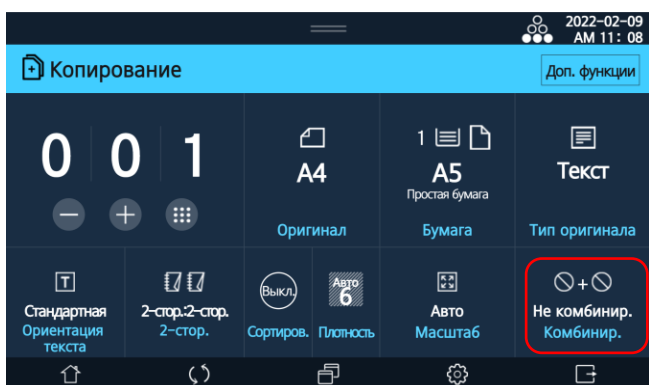 2022-02-09
AM 11: 08
Копирование
Доп. функции
0 0 1
A4
Оригинал
1
A5
Простая бумага
Бумага
Текст
Тип оригинала
T
Стандартная
Ориентация
текста
2-стор.:2-стор.
2-стор.
Выкл.
Сортиров.
Авто
6
Плотность
Авто
Масштаб
Не комбинир.
Комбинир.